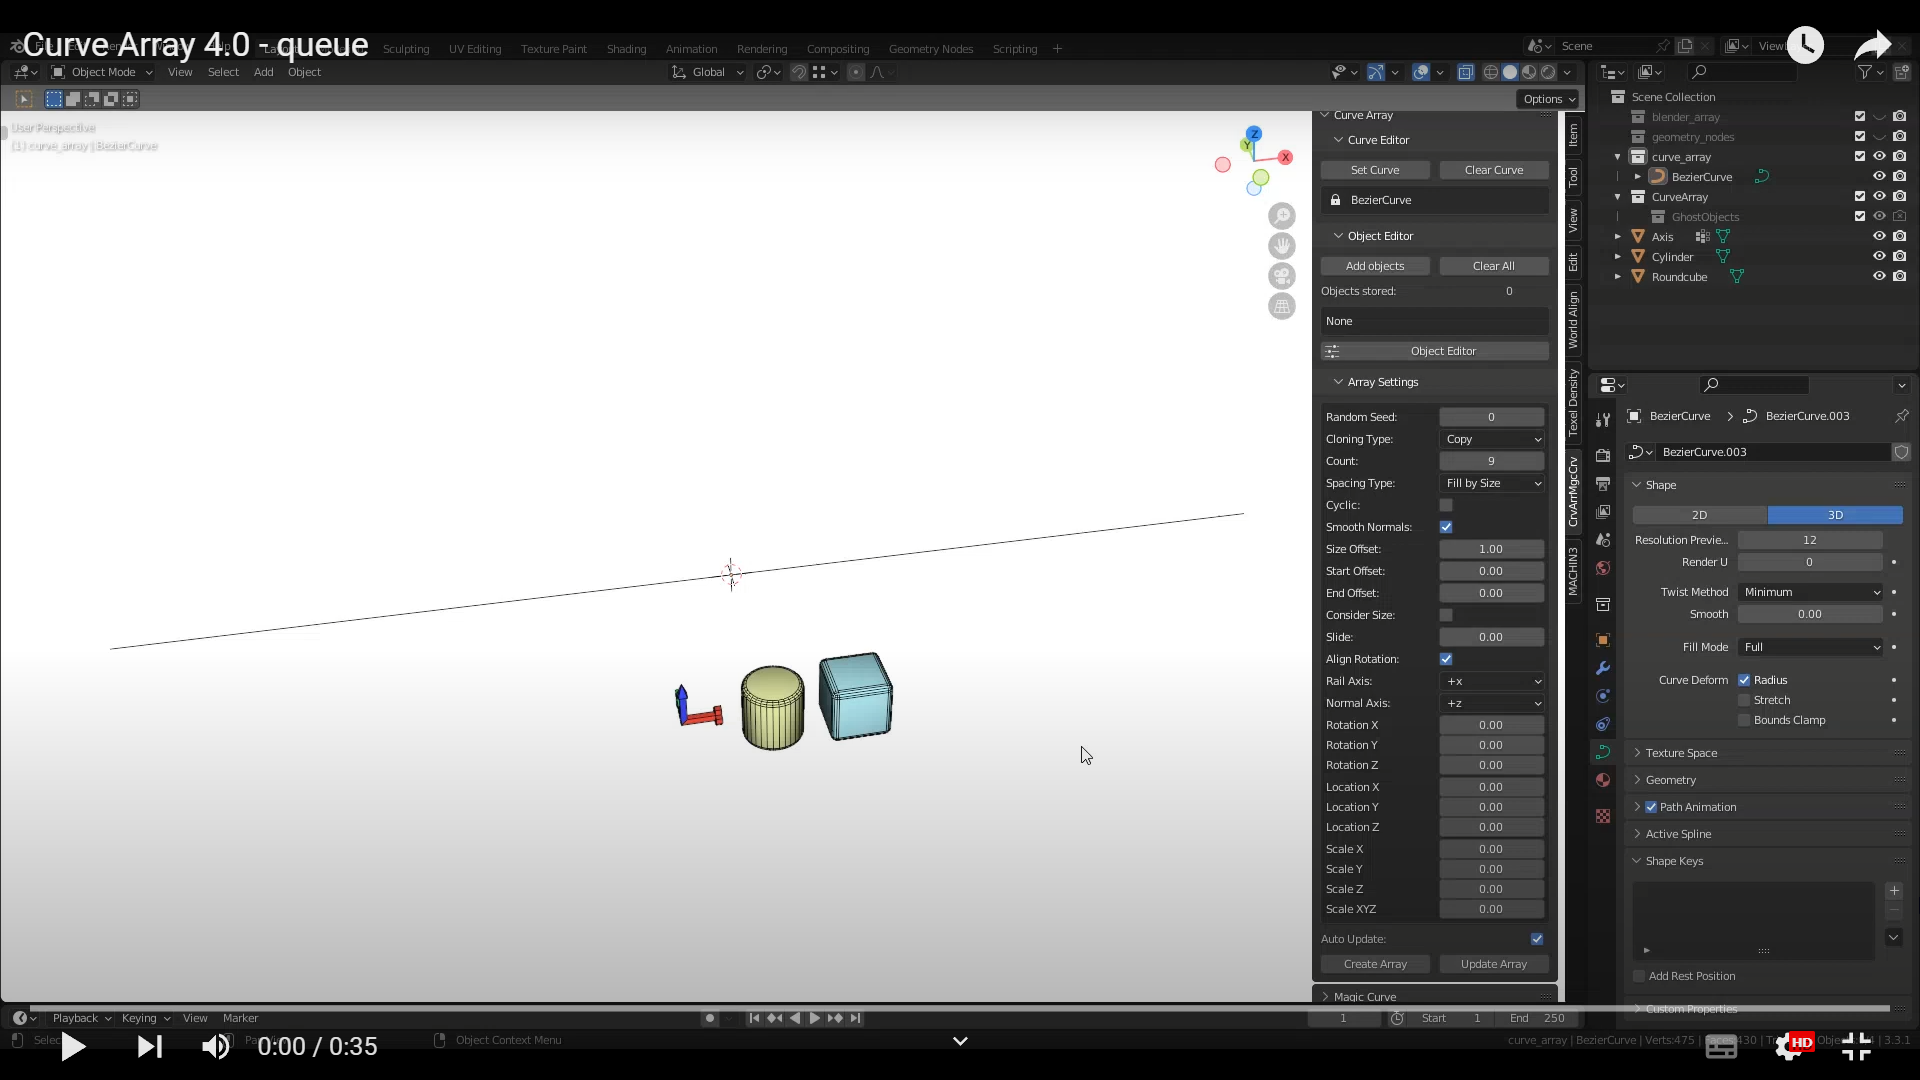 Curve Array 4.0 - queue
Sculpting UV Editing Texture Paint Shading Animation Rendering Compositing Geometry Nodes Scripting +
Scene
Object Mode View Select Add Object
Global
Options
User Perspective
(1) curve_array | BezierCurve
Z
Y
X
Curve Array
Curve Editor
Set Curve Clear Curve
BezierCurve
Object Editor
Add objects Clear All
Objects stored: 0
None
Object Editor
Array Settings
Random Seed: 0
Cloning Type: Copy
Count: 9
Spacing Type: Fill by Size
Cyclic:
Smooth Normals:
Size Offset: 1.00
Start Offset: 0.00
End Offset: 0.00
Consider Size:
Slide: 0.00
Align Rotation:
Rail Axis: +x
Normal Axis: +z
Rotation X 0.00
Rotation Y 0.00
Rotation Z 0.00
Location X 0.00
Location Y 0.00
Location Z 0.00
Scale X 0.00
Scale Y 0.00
Scale Z 0.00
Scale XYZ 0.00
Auto Update:
Create Array Update Array
Magic Curve
Item
Tool
View
Edit
World Align
Texel Density
CrvArrMgcCrv
MACHIN3
Scene Collection
blender_array
geometry_nodes
curve_array
BezierCurve
CurveArray
GhostObjects
Axis
Cylinder
Roundcube
BezierCurve > BezierCurve.003
BezierCurve.003
Shape
2D 3D
Resolution Previe... 12
Render U 0
Twist Method Minimum
Smooth 0.00
Fill Mode Full
Curve Deform Radius
Stretch
Bounds Clamp
Texture Space
Geometry
Path Animation
Active Spline
Shape Keys
Add Rest Position
Custom Properties
Playback Keying View Marker
1 Start 1 End 250
0:00 / 0:35
Object Context Menu
curve_array | BezierCurve | Verts:475
3.3.1
HD